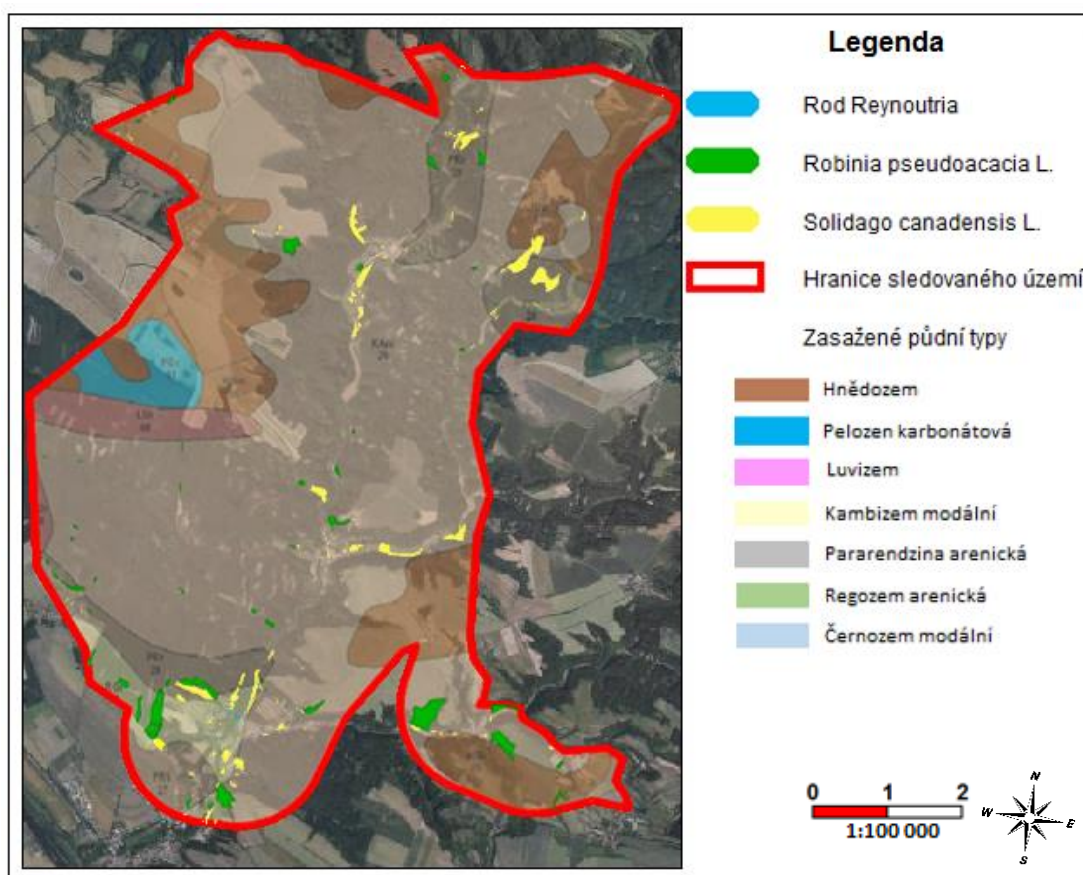 Legenda
Rod Reynoutria
Robinia pseudoacacia L.
Solidago canadensis L.
Hranice sledovaného území
Zasažené půdní typy
Hnědozem
Pelozen karbonátová
Luvizem
Kambizem modální
Pararendzina arenická
Regozem arenická
Černozem modální
0 1 2
1:100 000
N
W E
S